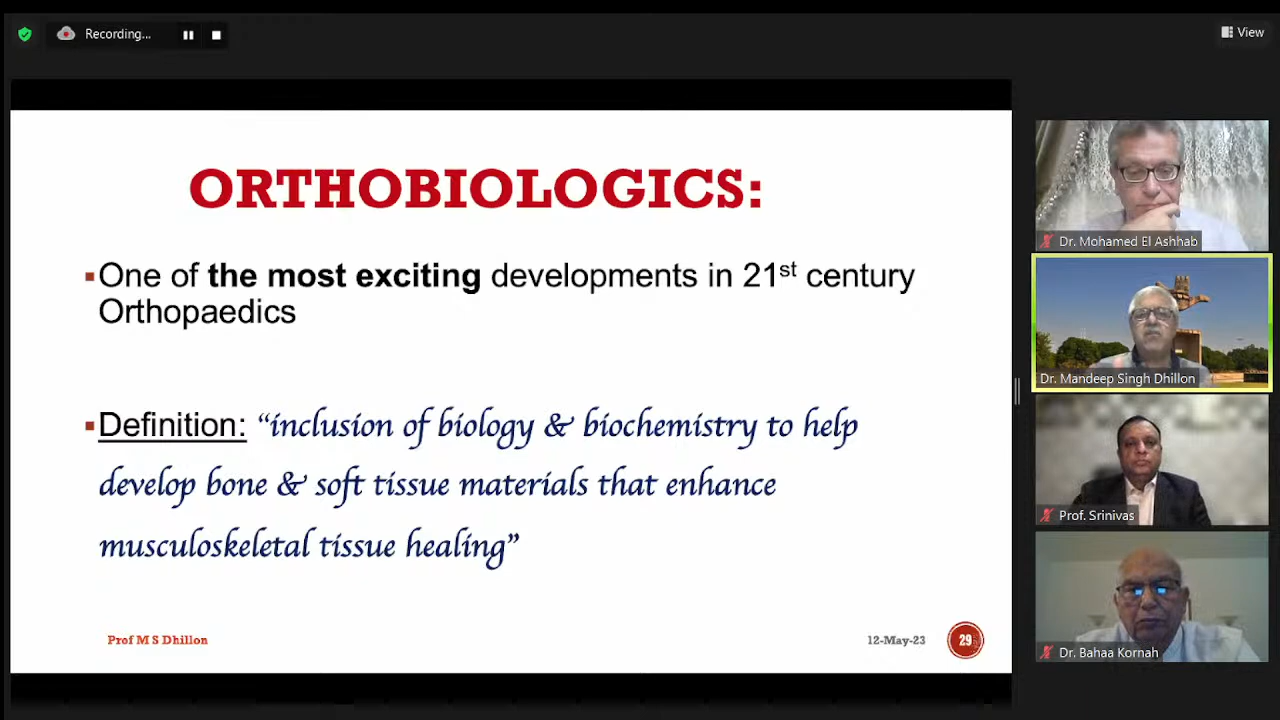 Recording...
View
ORTHOBIOLOGICS:
▪One of the most exciting developments in 21st century
Orthopaedics
▪Definition: “inclusion of biology & biochemistry to help
develop bone & soft tissue materials that enhance
musculoskeletal tissue healing”
Prof M S Dhillon
12-May-23
29
Dr. Mohamed El Ashhab
Dr. Mandeep Singh Dhillon
Prof. Srinivas
Dr. Bahaa Kornah